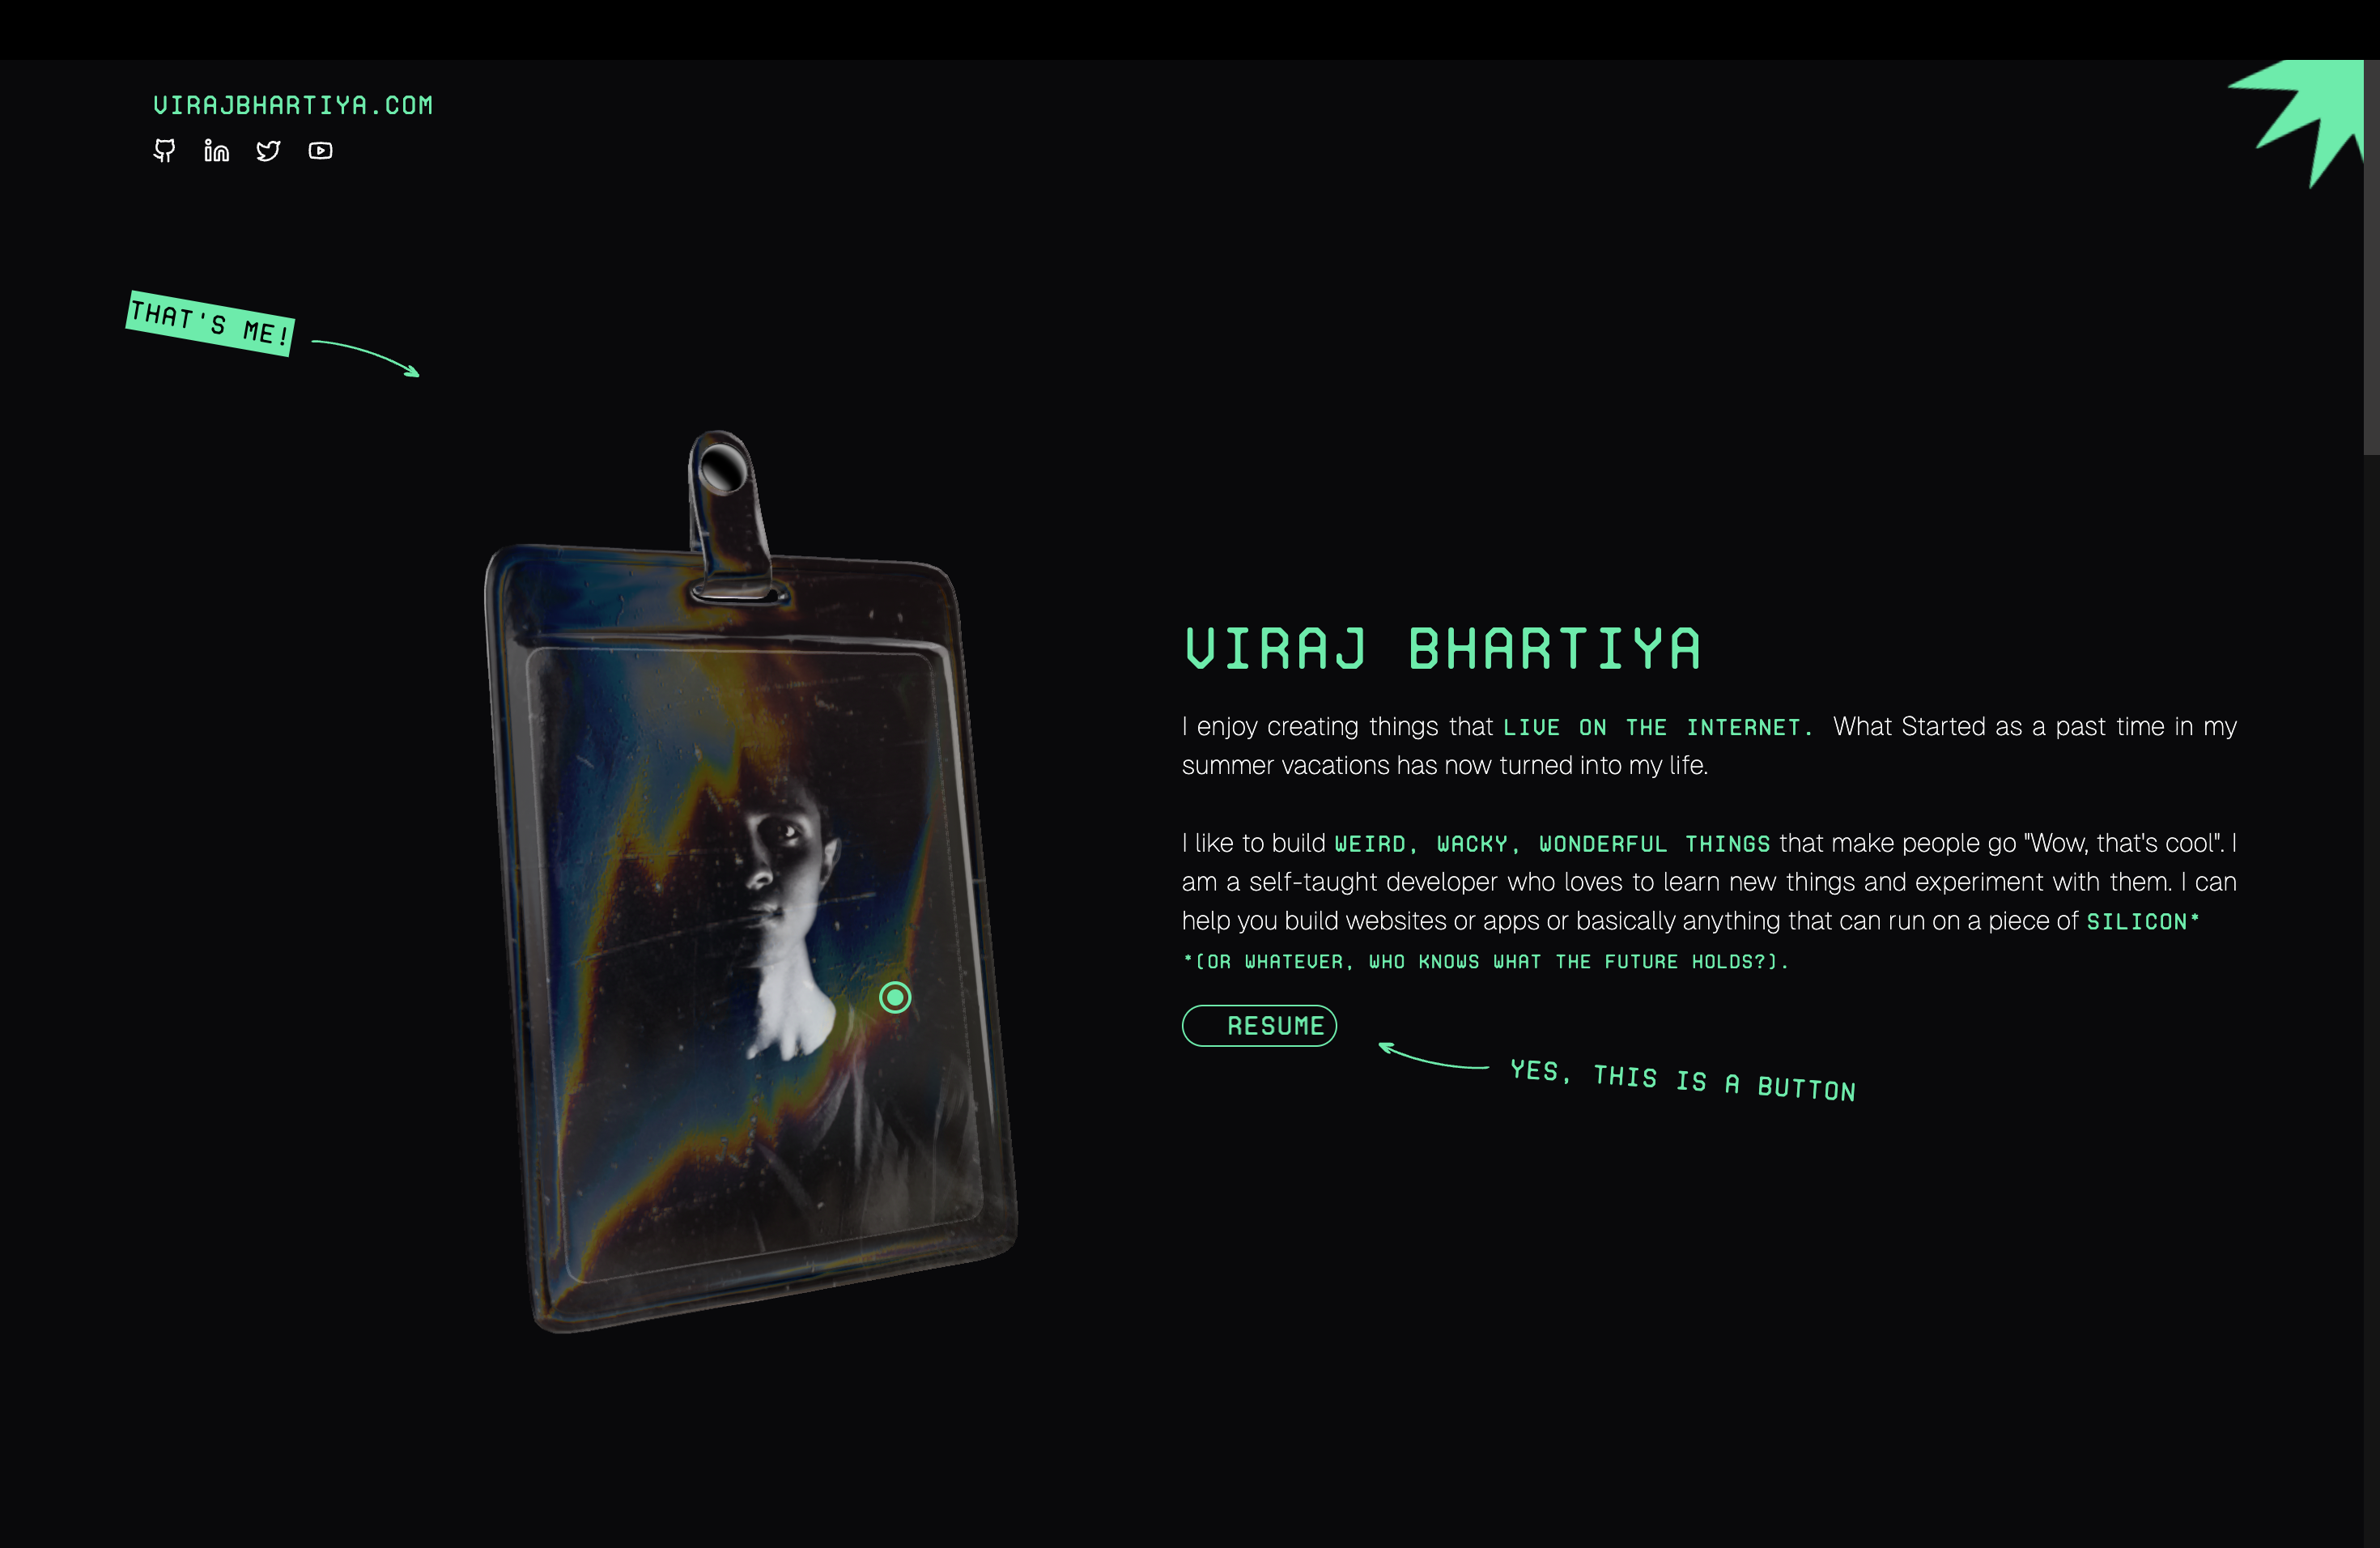 VIRAJBHARTIYA.COM
THAT'S ME!
VIRAJ BHARTIYA
I enjoy creating things that LIVE ON THE INTERNET. What Started as a past time in my
summer vacations has now turned into my life.
I like to build WEIRD, WACKY, WONDERFUL THINGS that make people go "Wow, that's cool". I
am a self-taught developer who loves to learn new things and experiment with them. I can
help you build websites or apps or basically anything that can run on a piece of SILICON*
*(OR WHATEVER, WHO KNOWS WHAT THE FUTURE HOLDS?).
RESUME
YES, THIS IS A BUTTON